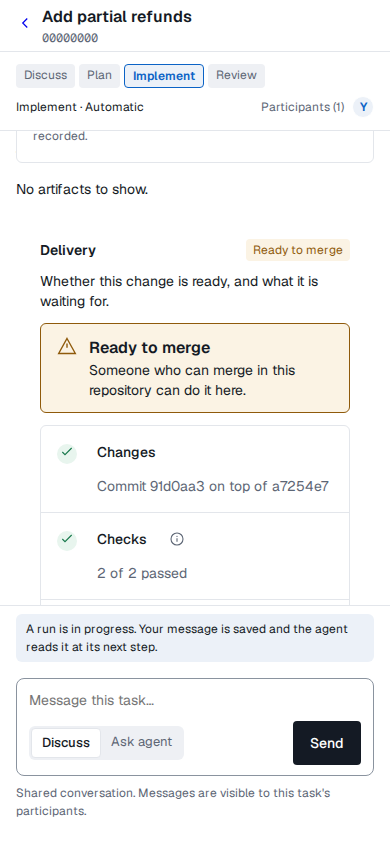 Add partial refunds
00000000
Discuss
Plan
Implement
Review
Implement · Automatic
Participants (1)
Y
recorded.
No artifacts to show.
Delivery
Ready to merge
Whether this change is ready, and what it is
waiting for.
Ready to merge
Someone who can merge in this
repository can do it here.
Changes
Commit 91d0aa3 on top of a7254e7
Checks
2 of 2 passed
A run is in progress. Your message is saved and the agent
reads it at its next step.
Message this task...
Discuss
Ask agent
Send
Shared conversation. Messages are visible to this task's
participants.